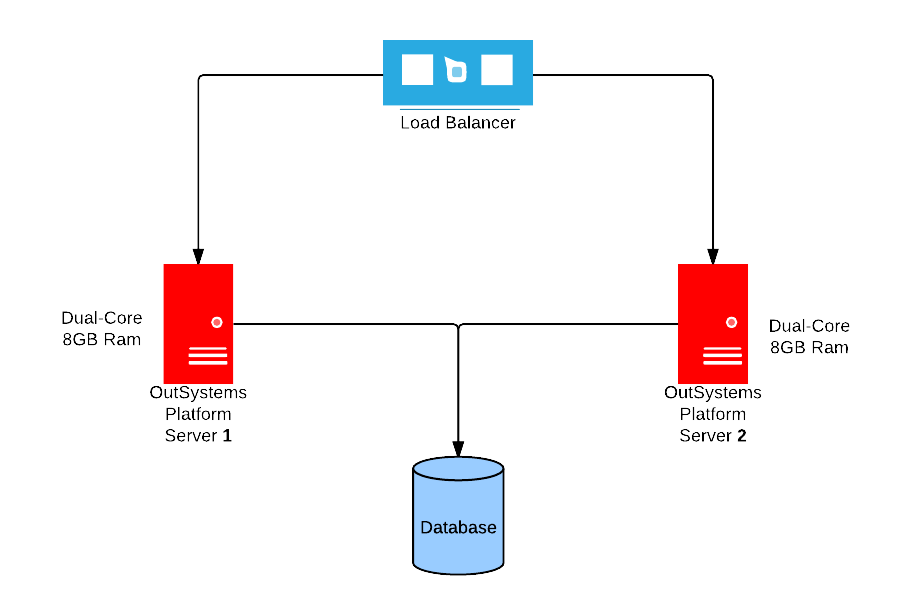 Load Balancer
Dual-Core
8GB Ram
OutSystems
Platform
Server 1
Dual-Core
8GB Ram
OutSystems
Platform
Server 2
Database